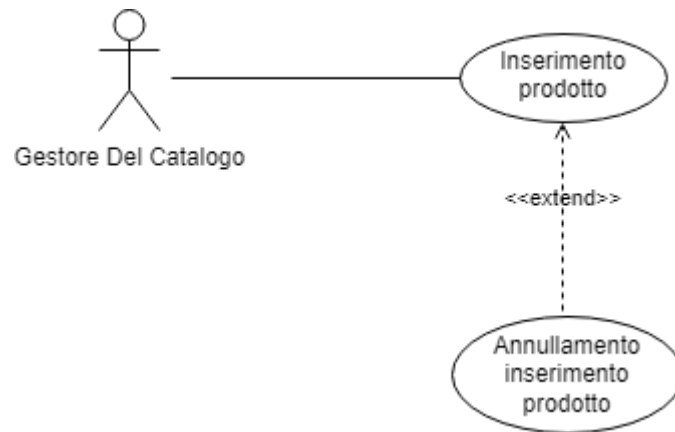 Inserimento
prodotto
Gestore Del Catalogo
<<extend>>
Annullamento
inserimento
prodotto